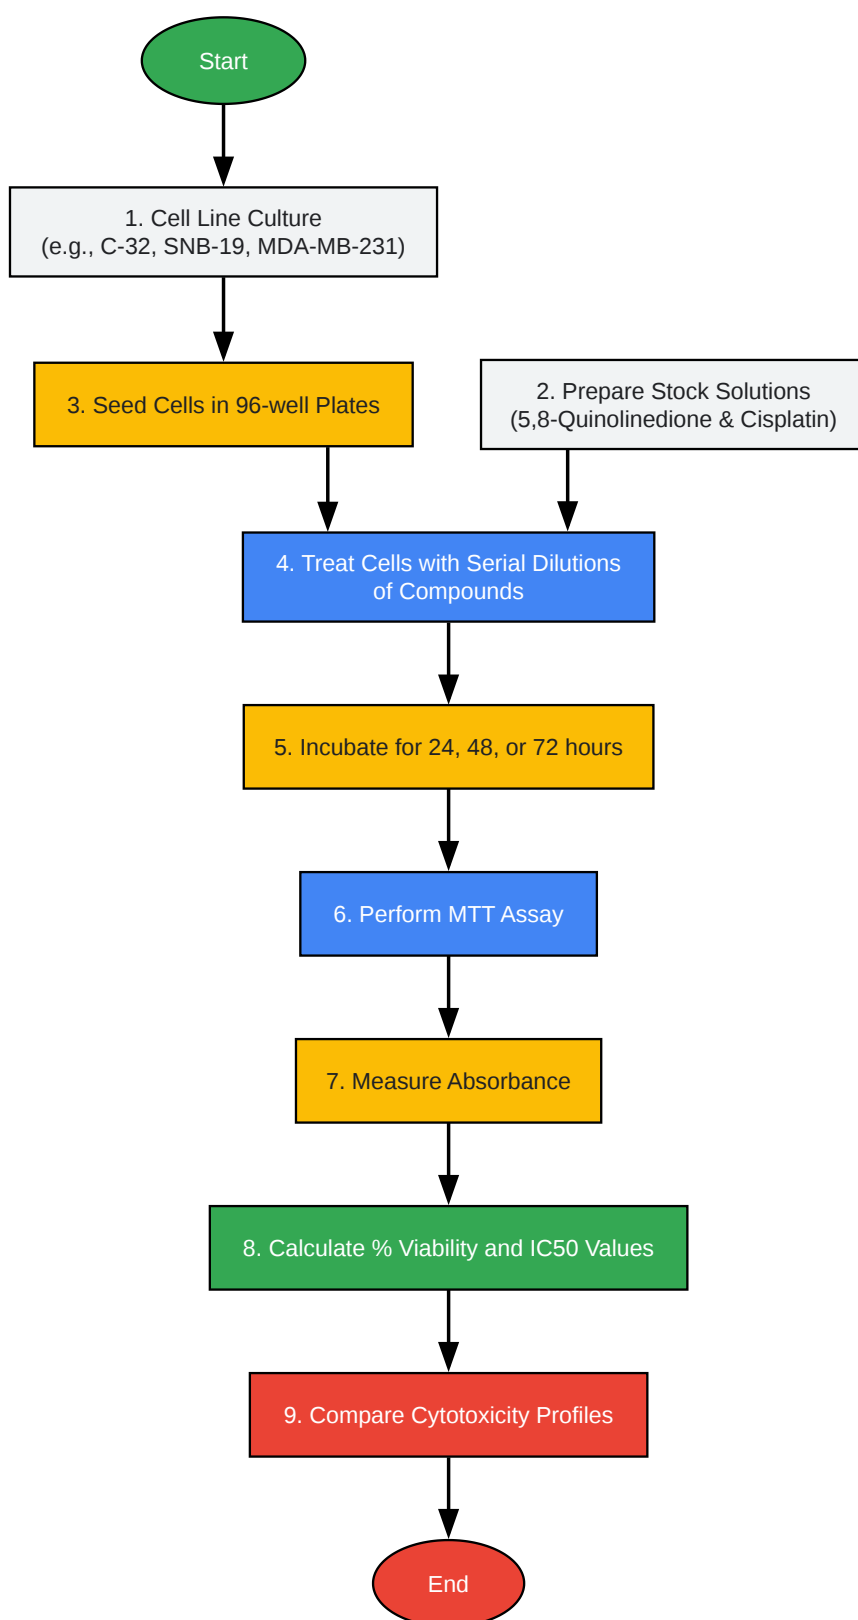 Start
1. Cell Line Culture
(e.g., C-32, SNB-19, MDA-MB-231)
3. Seed Cells in 96-well Plates
2. Prepare Stock Solutions
(5,8-Quinolinedione & Cisplatin)
4. Treat Cells with Serial Dilutions
of Compounds
5. Incubate for 24, 48, or 72 hours
6. Perform MTT Assay
7. Measure Absorbance
8. Calculate % Viability and IC50 Values
9. Compare Cytotoxicity Profiles
End